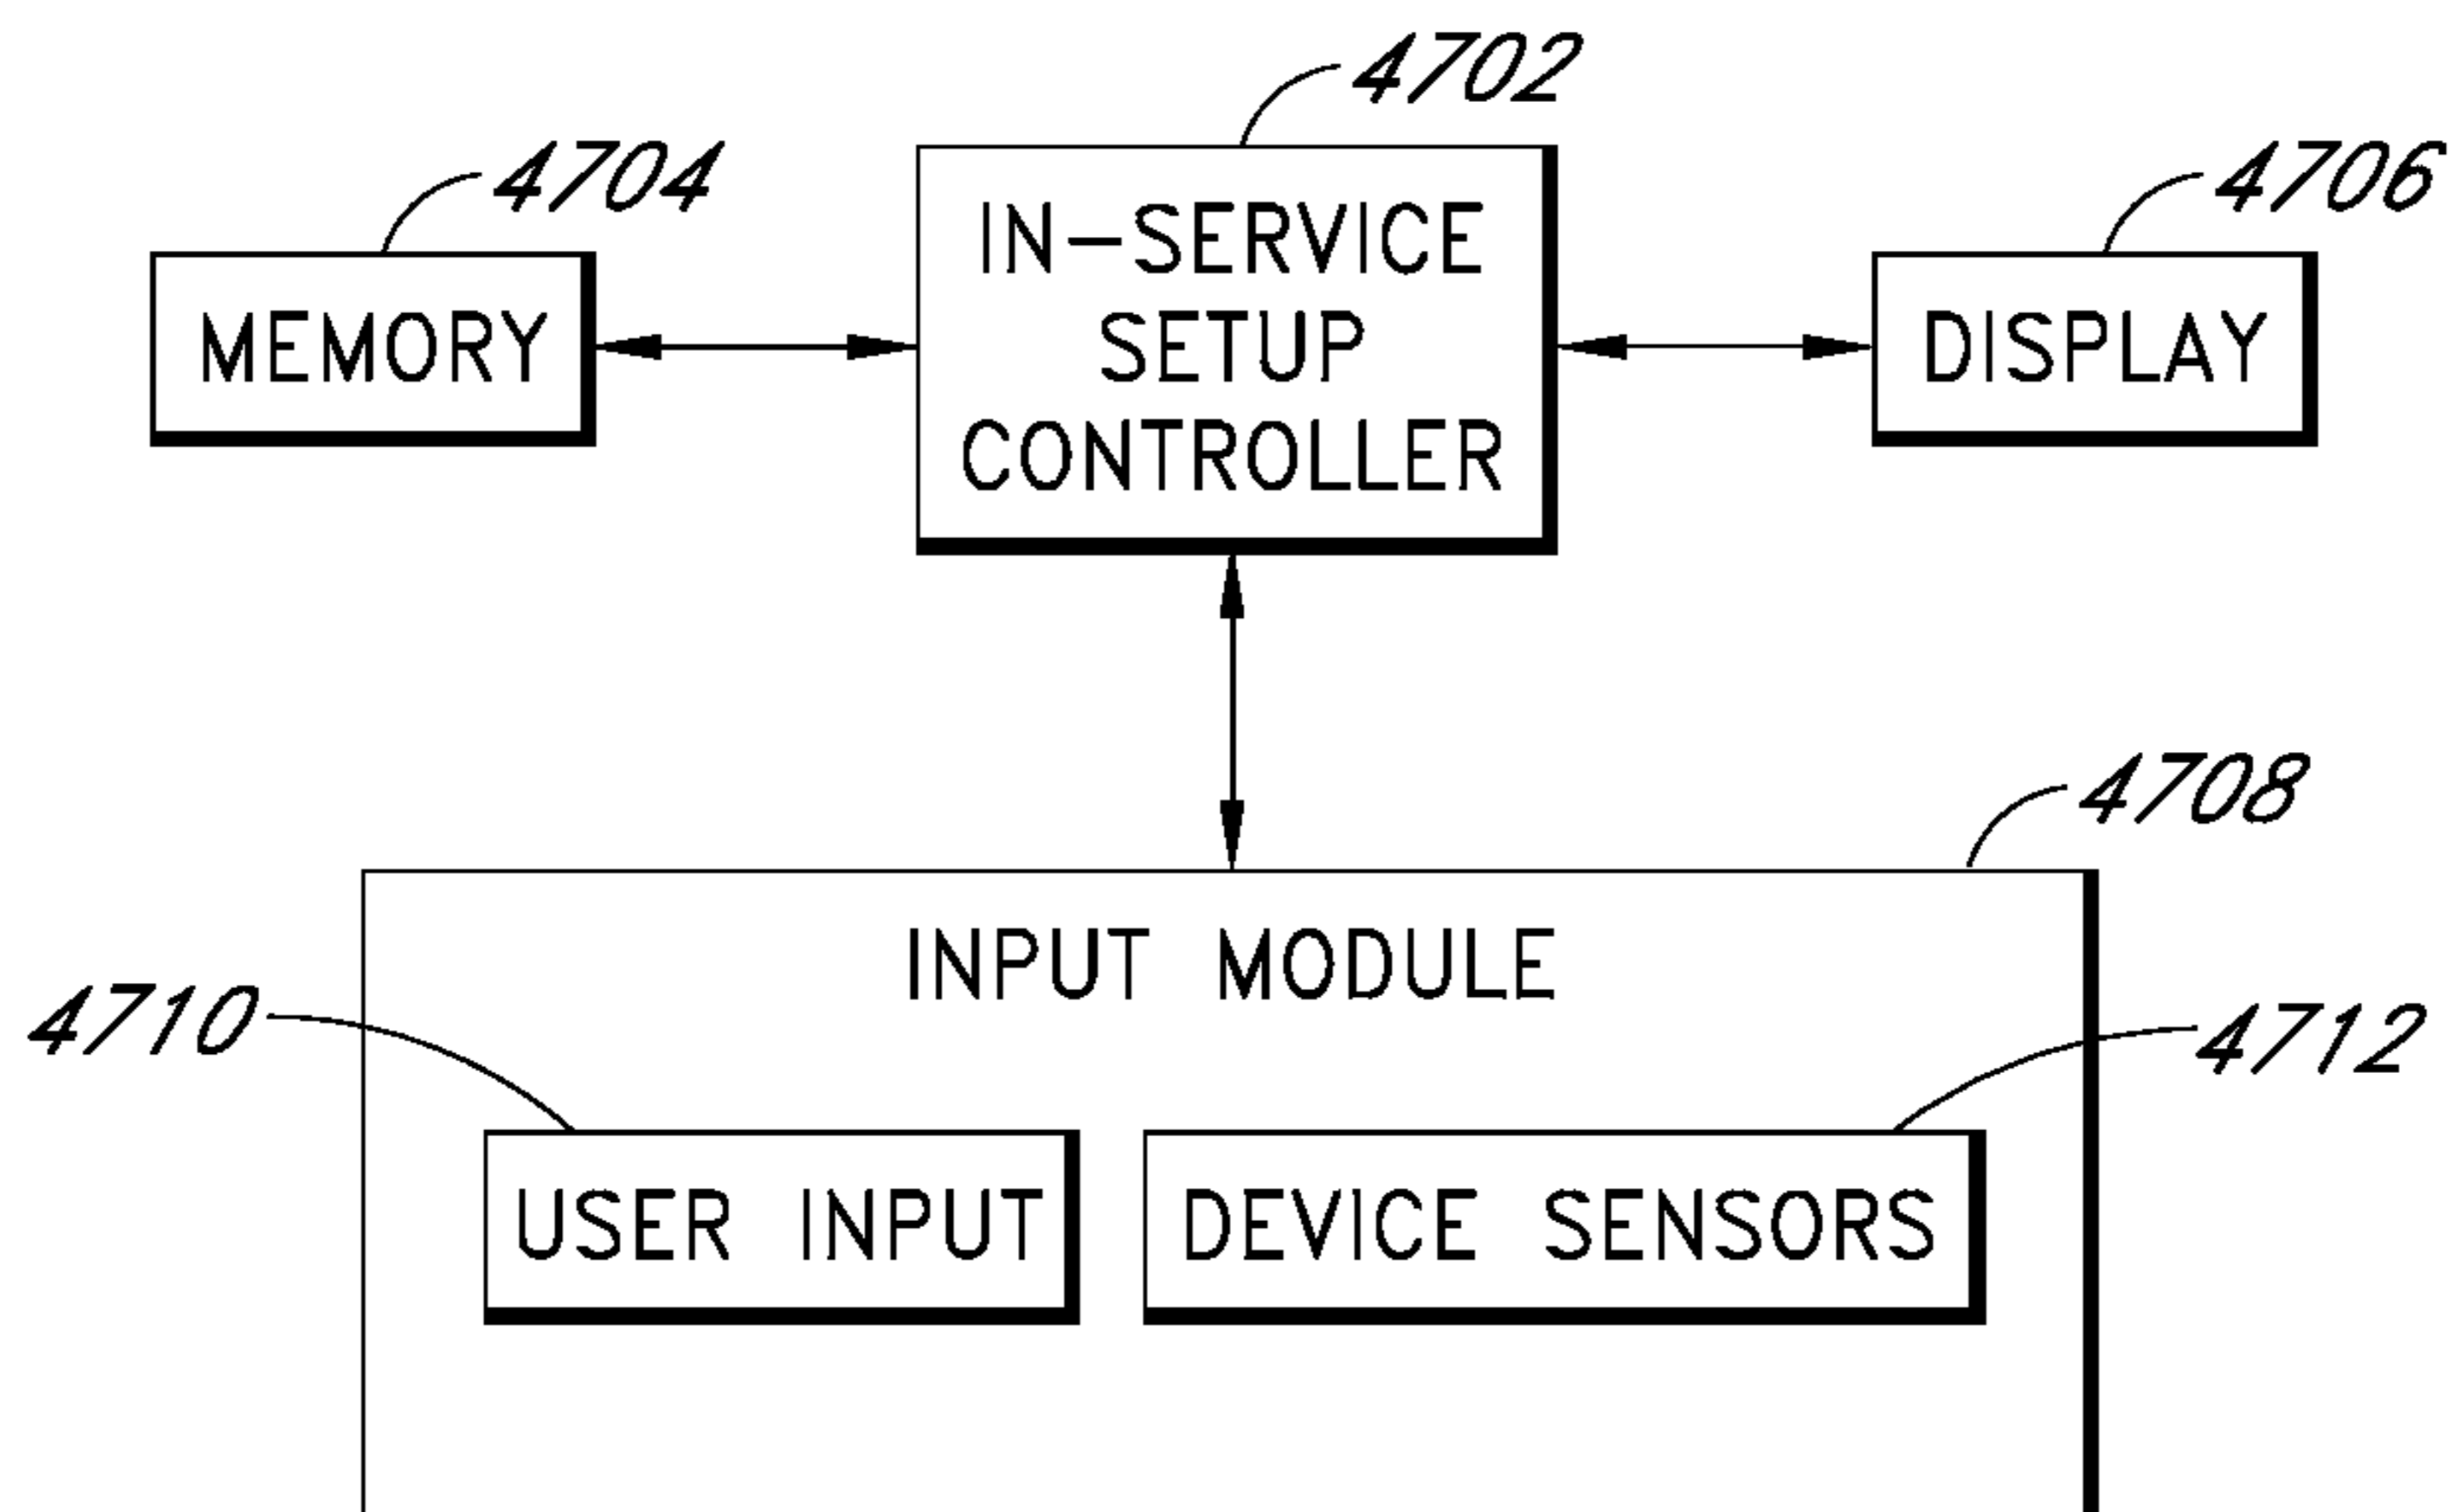 4702
4704
4706
IN-SERVICE
SETUP
CONTROLLER
MEMORY
DISPLAY
4708
INPUT MODULE
4710
4712
USER INPUT
DEVICE SENSORS